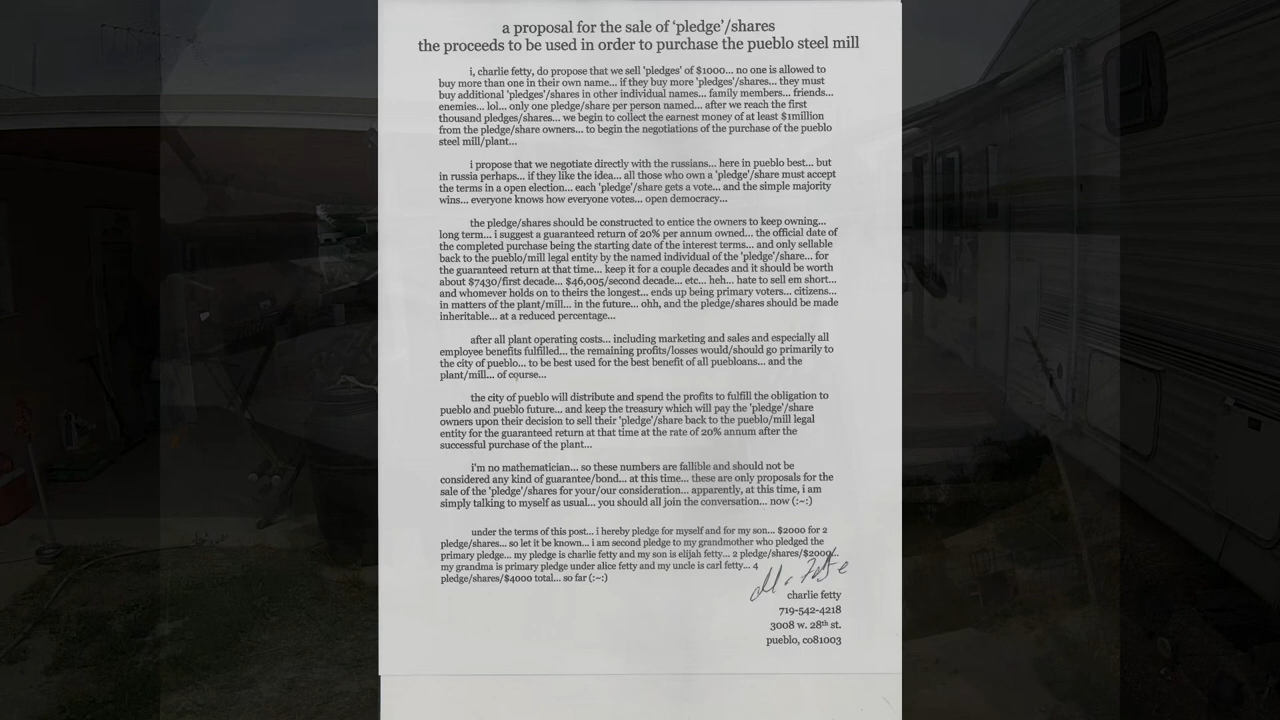 a proposal for the sale of ‘pledge’/shares
the proceeds to be used in order to purchase the pueblo steel mill
i, charlie fetty, do propose that we sell 'pledges' of $1000... no one is allowed to
buy more than one in their own name... if they buy more 'pledges'/shares... they must
buy additional 'pledges'/shares in other individual names... family members... friends...
enemies... lol... only one pledge/share per person named... after we reach the first
thousand pledges/shares... we begin to collect the earnest money of at least $1million
from the pledge/share owners... to begin the negotiations of the purchase of the pueblo
steel mill/plant...
i propose that we negotiate directly with the russians... here in pueblo best... but
in russia perhaps... if they like the idea... all those who own a 'pledge'/share must accept
the terms in a open election... each 'pledge'/share gets a vote... and the simple majority
wins... everyone knows how everyone votes... open democracy...
the pledge/shares should be constructed to entice the owners to keep owning...
long term... i suggest a guaranteed return of 20% per annum owned... the official date of
the completed purchase being the starting date of the interest terms... and only sellable
back to the pueblo/mill legal entity by the named individual of the 'pledge'/share... for
the guaranteed return at that time... keep it for a couple decades and it should be worth
about $7430/first decade... $46,005/second decade... etc... heh... hate to sell em short...
and whomever holds on to theirs the longest... ends up being primary voters... citizens...
in matters of the plant/mill... in the future... ohh, and the pledge/shares should be made
inheritable... at a reduced percentage...
after all plant operating costs... including marketing and sales and especially all
employee benefits fulfilled... the remaining profits/losses would/should go primarily to
the city of pueblo... to be best used for the best benefit of all puebloans... and the
plant/mill... of course...
the city of pueblo will distribute and spend the profits to fulfill the obligation to
pueblo and pueblo future... and keep the treasury which will pay the 'pledge'/share
owners upon their decision to sell their 'pledge'/share back to the pueblo/mill legal
entity for the guaranteed return at that time at the rate of 20% annum after the
successful purchase of the plant...
i'm no mathematician... so these numbers are fallible and should not be
considered any kind of guarantee/bond... at this time... these are only proposals for the
sale of the 'pledge'/shares for your/our consideration... apparently, at this time, i am
simply talking to myself as usual... you should all join the conversation... now (:~:)
under the terms of this post... i hereby pledge for myself and for my son... $2000 for 2
pledge/shares... so let it be known... i am second pledge to my grandmother who pledged the
primary pledge... my pledge is charlie fetty and my son is elijah fetty... 2 pledge/shares/$2000/..
my grandma is primary pledge under alice fetty and my uncle is carl fetty... 4
pledge/shares/$4000 total... so far (:~:)
charlie fetty
719-542-4218
3008 w. 28th st.
pueblo, co81003